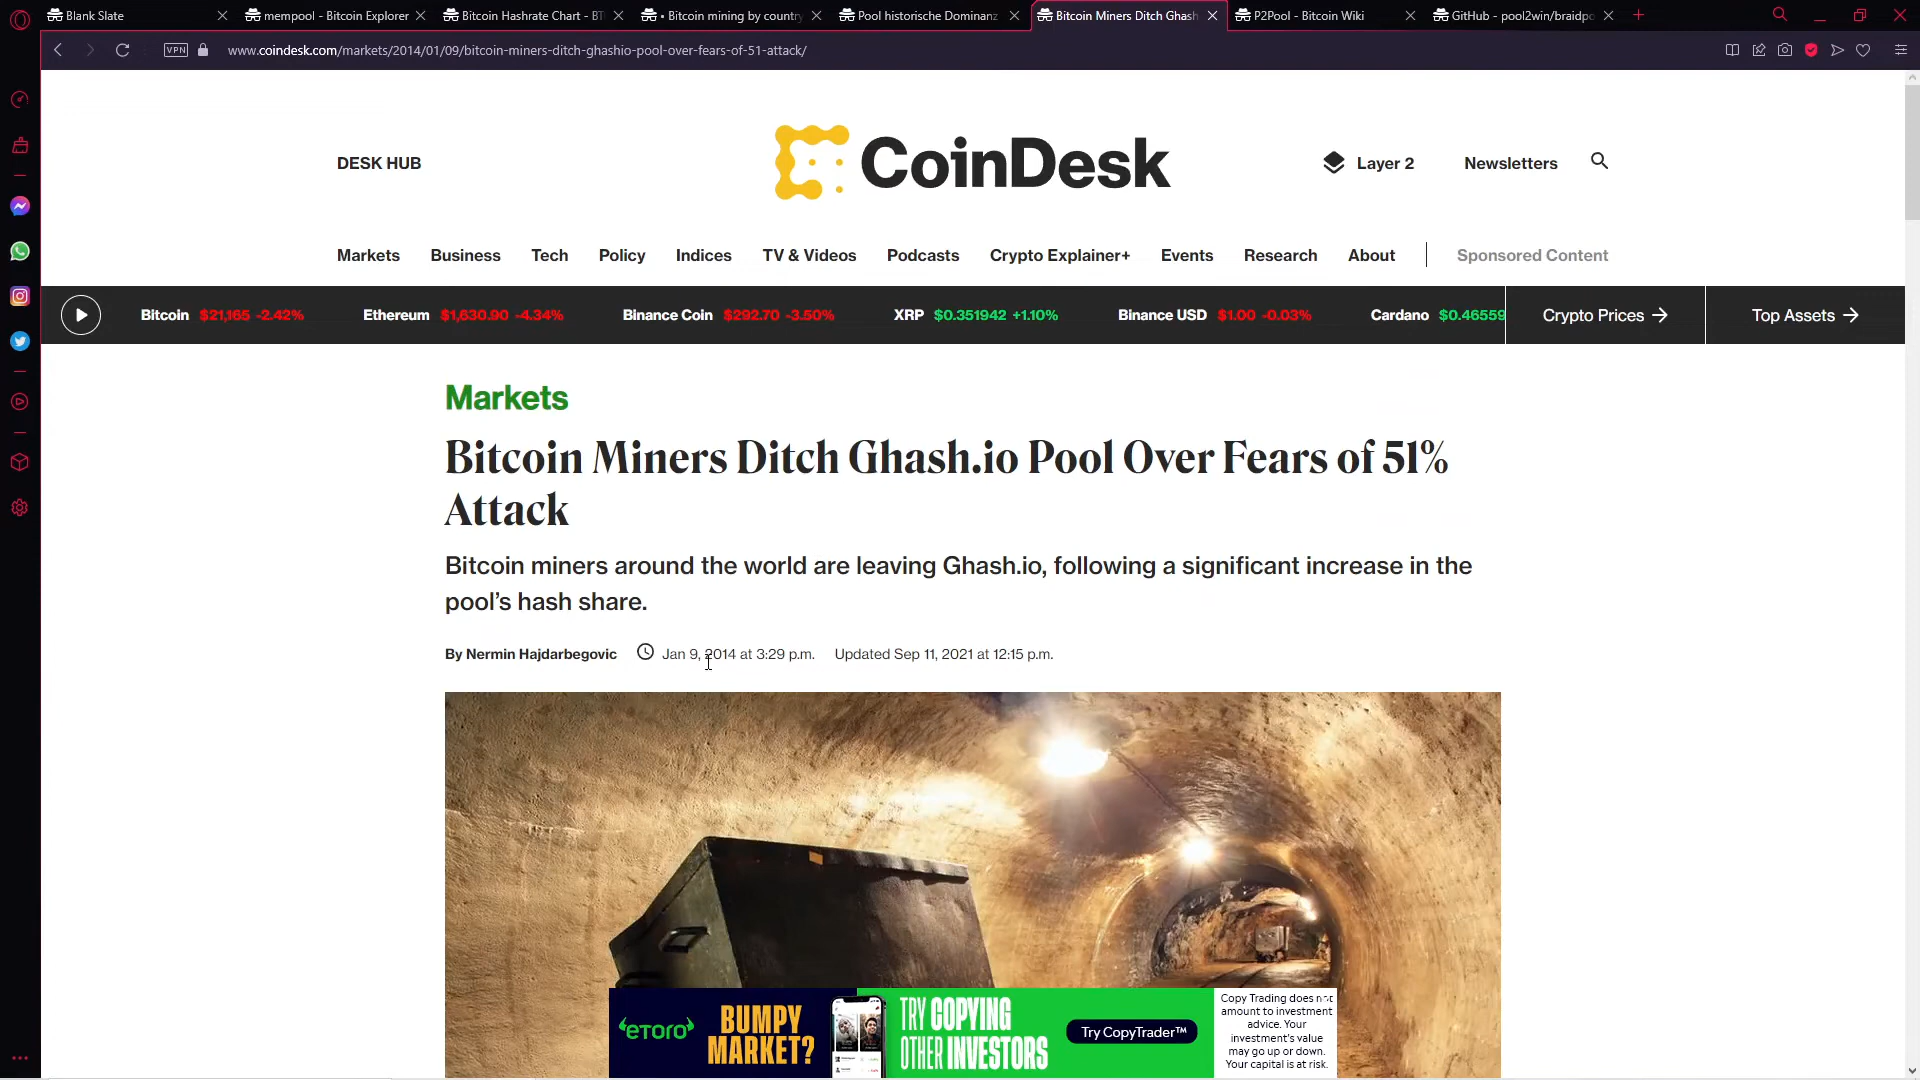 Blank Slate
mempool - Bitcoin Explorer
Bitcoin Hashrate Chart - BT
• Bitcoin mining by country
Pool historische Dominanz
Bitcoin Miners Ditch Ghash
P2Pool - Bitcoin Wiki
GitHub - pool2win/braidpo
VPN
www.coindesk.com/markets/2014/01/09/bitcoin-miners-ditch-ghashio-pool-over-fears-of-51-attack/
DESK HUB
CoinDesk
Layer 2
Newsletters
Markets
Business
Tech
Policy
Indices
TV & Videos
Podcasts
Crypto Explainer+
Events
Research
About
Sponsored Content
Bitcoin $21,165 -2.42%
Ethereum $1,630.90 -4.34%
Binance Coin $292.70 -3.50%
XRP $0.351942 +1.10%
Binance USD $1.00 -0.03%
Cardano $0.46559
Crypto Prices
Top Assets
Markets
Bitcoin Miners Ditch Ghash.io Pool Over Fears of 51%
Attack
Bitcoin miners around the world are leaving Ghash.io, following a significant increase in the
pool's hash share.
By Nermin Hajdarbegovic
Jan 9, 2014 at 3:29 p.m.
Updated Sep 11, 2021 at 12:15 p.m.
eToro
BUMPY
MARKET?
TRY COPYING
OTHER INVESTORS
Try CopyTrader™
Copy Trading does not
amount to investment
advice. Your
investment's value
may go up or down.
Your capital is at risk.